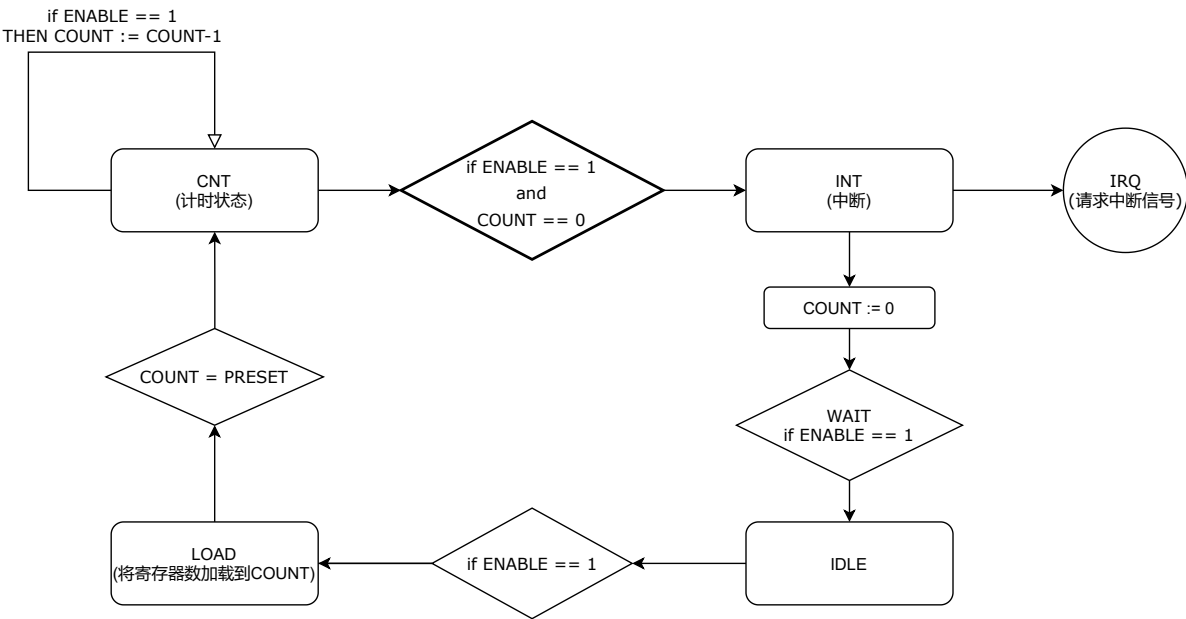 if ENABLE == 1
THEN COUNT := COUNT-1
CNT
(计时状态)
if ENABLE == 1
and
COUNT == 0
INT
(中断)
IRQ
(请求中断信号)
COUNT := 0
COUNT = PRESET
WAIT
if ENABLE == 1
LOAD
(将寄存器数加载到COUNT)
if ENABLE == 1
IDLE